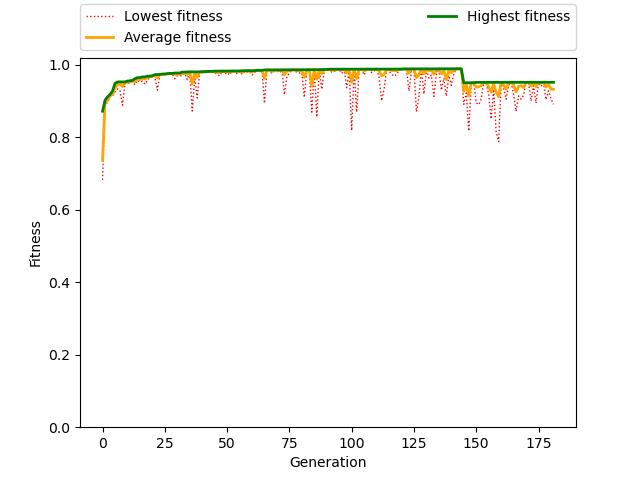 Lowest fitness
Average fitness
Highest fitness
1.0
0.8
0.6
0.4
0.2
0.0
Fitness
0 25 50 75 100 125 150 175
Generation